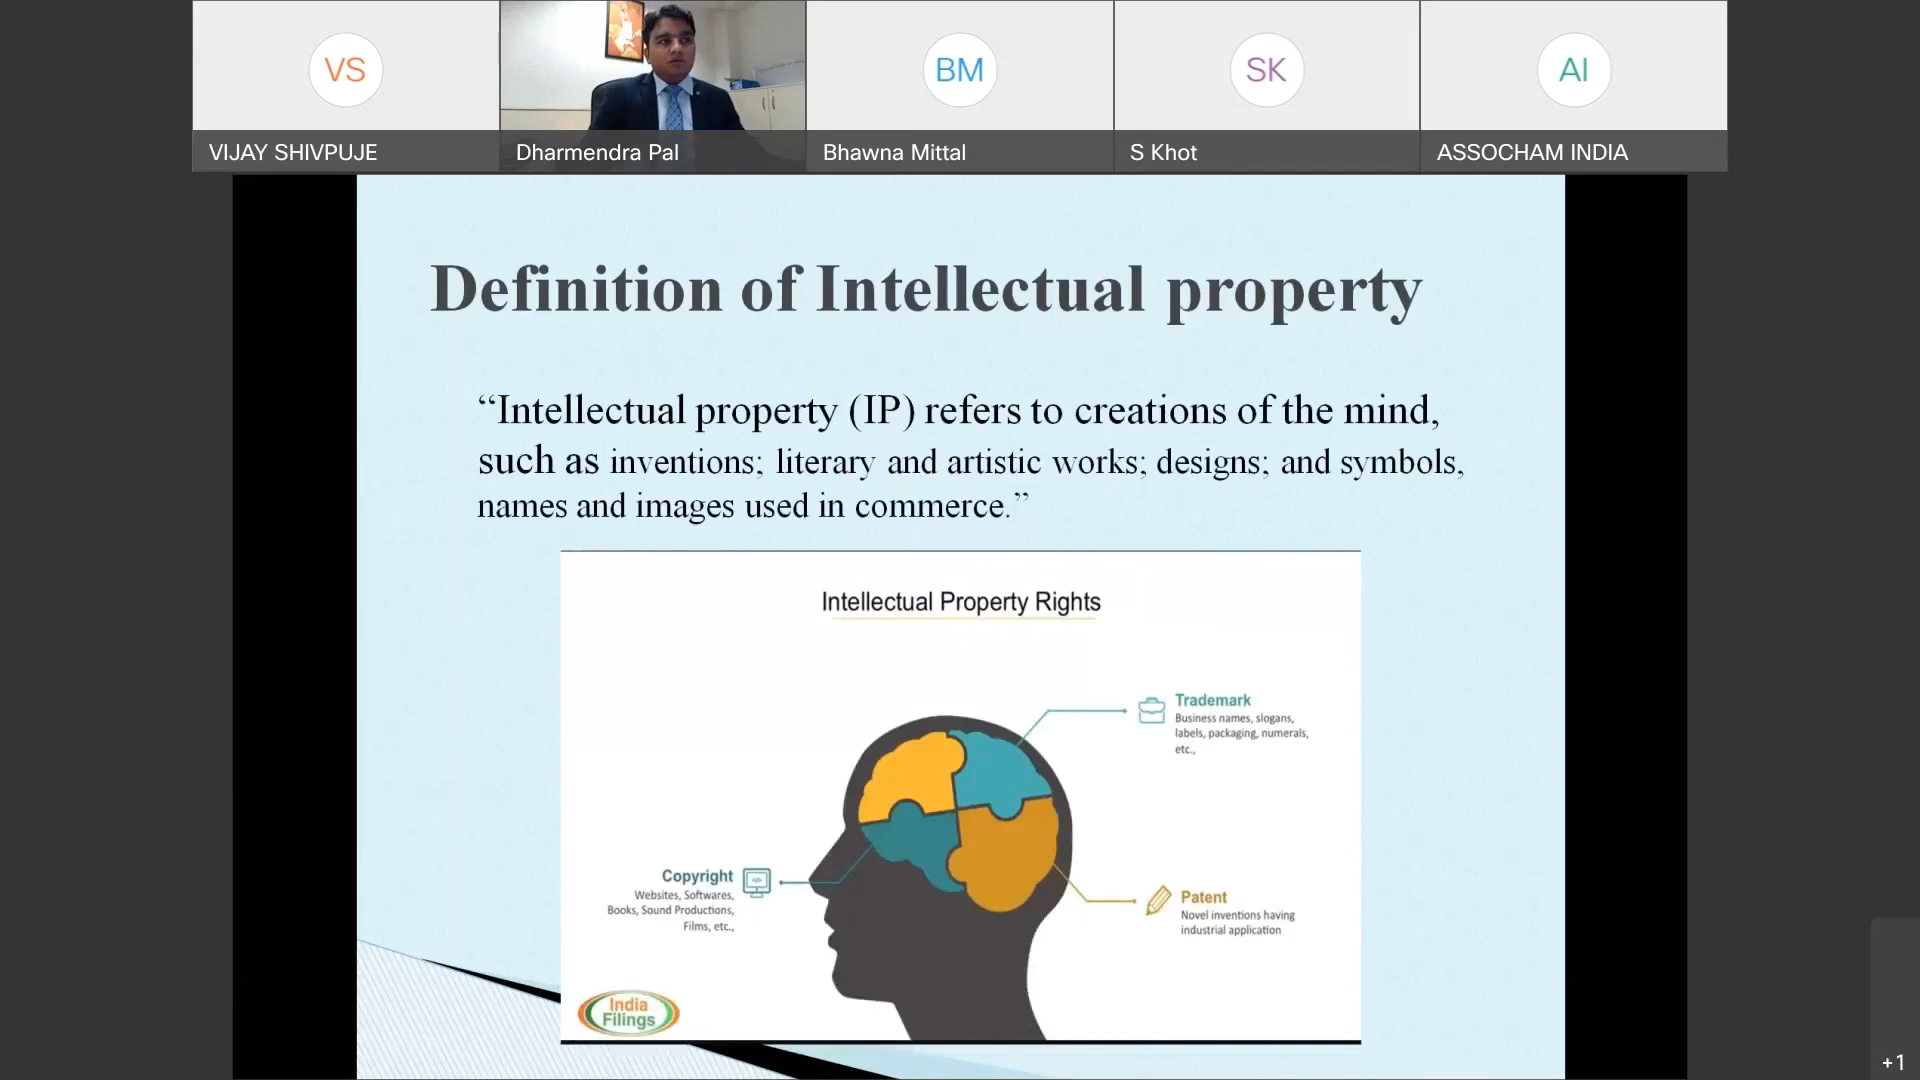 VS
BM
SK
AI
VIJAY SHIVPUJE
Dharmendra Pal
Bhawna Mittal
S Khot
ASSOCHAM INDIA
Definition of Intellectual property
“Intellectual property (IP) refers to creations of the mind,
such as inventions; literary and artistic works; designs; and symbols,
names and images used in commerce.”
Intellectual Property Rights
Trademark
Business names, slogans,
labels, packaging, numerals,
etc.,
Copyright
Websites, Softwares,
Books, Sound Productions,
Films, etc.,
</>
Patent
Novel inventions having
industrial application
India
Filings
+1